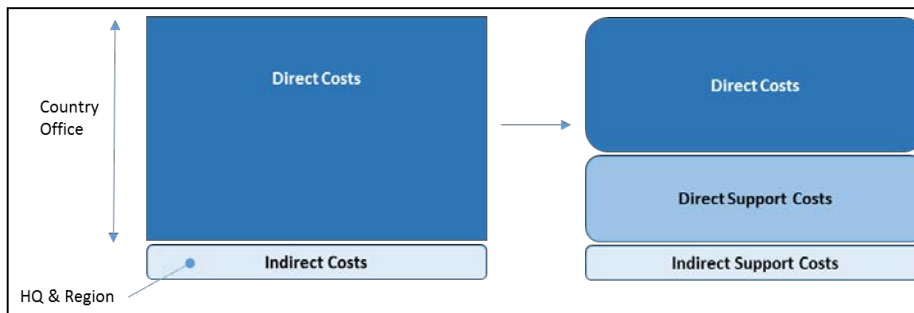 Direct Costs
Direct Costs
Country
Office
Direct Support Costs
Indirect Costs
Indirect Support Costs
HQ & Region